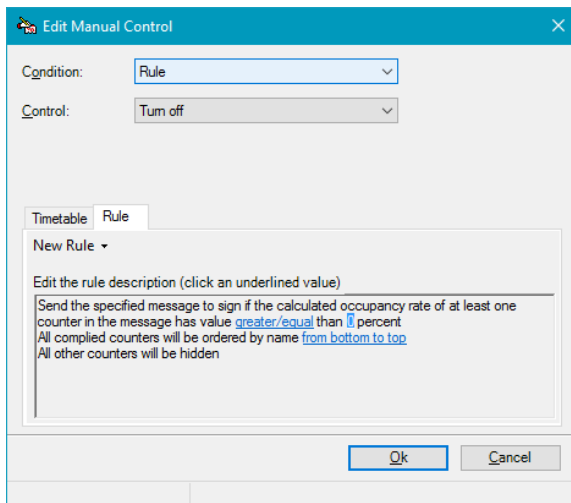 Edit Manual Control
Condition:
Rule
Control:
Turn off
Timetable
Rule
New Rule
Edit the rule description (click an underlined value)
Send the specified message to sign if the calculated occupancy rate of at least one
counter in the message has value greater/equal than 0 percent
All complied counters will be ordered by name from bottom to top
All other counters will be hidden
Ok
Cancel